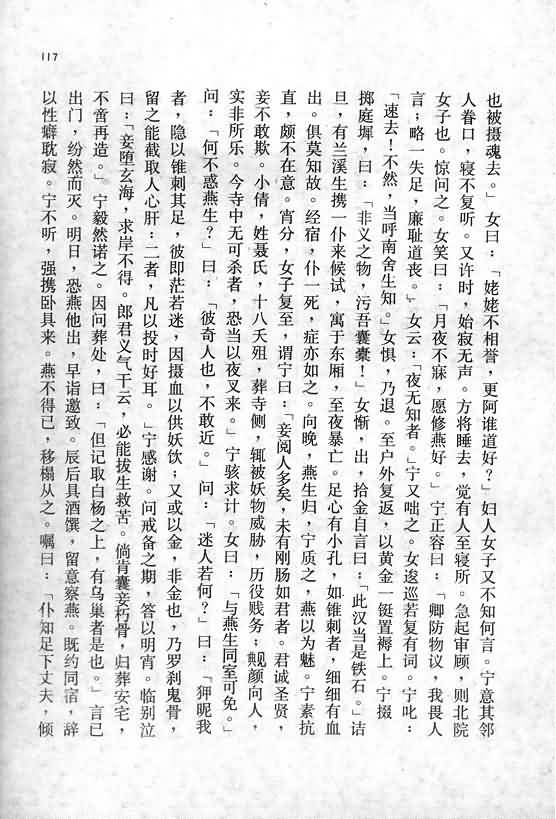 117
也被摄魂去。”女曰：“姥姥不相誉，更阿谁道好？”妇人女子又不知何言。宁意其邻
人眷口，寝不复听。又许时，始寂无声。方将睡去，觉有人至寝所。急起审顾，则北院
女子也。惊问之。女笑曰：“月夜不寐，愿修燕好。”宁正容曰：“卿防物议，我畏人
言；略一失足，廉耻道丧。”女云：“夜无知者。”宁又咄之。女逡巡若复有词。宁叱：
“速去！不然，当呼南舍生知。”女惧，乃退。至户外复返，以黄金一铤置褥上。宁掇
掷庭墀，曰：“非义之物，污吾囊橐！”女惭，出，拾金自言曰：“此汉当是铁石。”诘
旦，有兰溪生携一仆来候试，寓于东厢，至夜暴亡。足心有小孔，如锥刺者，细细有血
出。俱莫知故。经宿，仆一死，症亦如之。向晚，燕生归，宁质之，燕以为魅。宁素抗
直，颇不在意。宵分，女子复至，谓宁曰：“妾阅人多矣，未有刚肠如君者。君诚圣贤，
妾不敢欺。小倩，姓聂氏，十八夭殂，葬寺侧，辄被妖物威胁，历役贱务；觍颜向人，
实非所乐。今寺中无可杀者，恐当以夜叉来。”宁骇求计。女曰：“与燕生同室可免。”
问：“何不惑燕生？”曰：“彼奇人也，不敢近。”问：“迷人若何？”曰：“狎昵我
者，隐以锥刺其足，彼即茫若迷，因摄血以供妖饮；又或以金，非金也，乃罗刹鬼骨，
留之能截取人心肝：二者，凡以投时好耳。”宁感谢。问戒备之期，答以明宵。临别泣
曰：“妾堕玄海，求岸不得。郎君义气干云，必能拔生救苦。倘肯囊妾朽骨，归葬安宅，
不啻再造。”宁毅然诺之。因问葬处，曰：“但记取白杨之上，有乌巢者是也。”言已
出门，纷然而灭。明日，恐燕他出，早诣邀致。辰后具酒馔，留意察燕。既约同宿，辞
以性癖耽寂。宁不听，强携卧具来。燕不得已，移榻从之。嘱曰：“仆知足下丈夫，倾